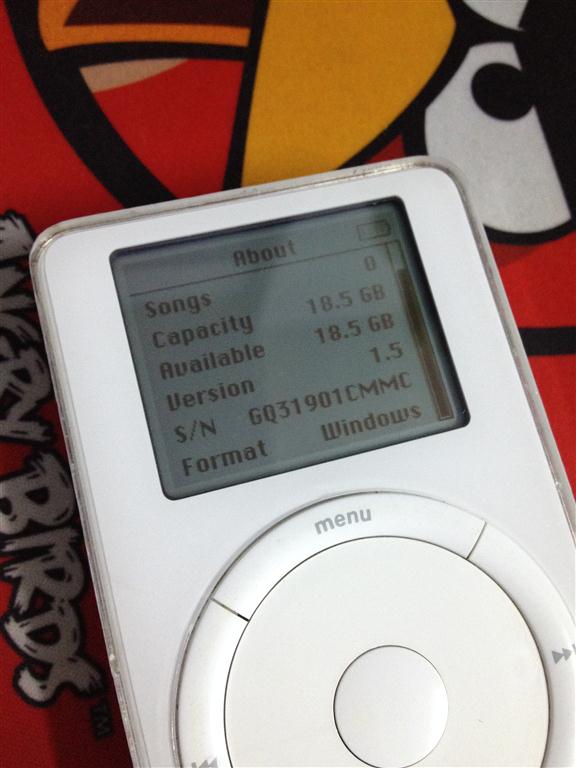 About
Songs 0
Capacity 18.5 GB
Available 18.5 GB
Version 1.5
S/N GQ31901CMMC
Format Windows
menu
ANGRY BIRDS TM